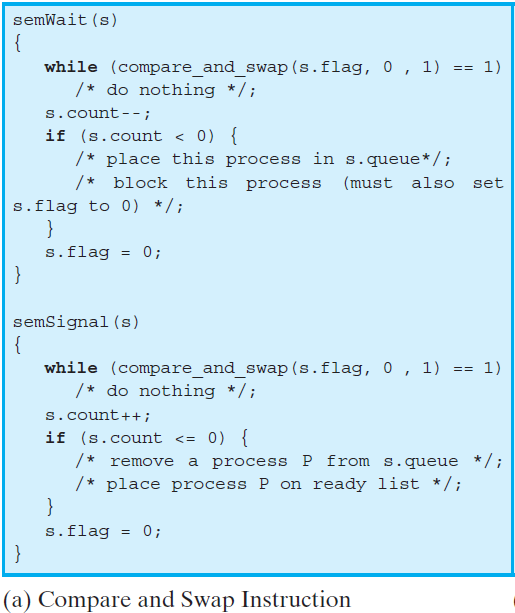 semWait(s)
{
while (compare_and_swap(s.flag, 0 , 1) == 1)
/* do nothing */;
s.count--;
if (s.count < 0) {
/* place this process in s.queue*/;
/* block this process (must also set
s.flag to 0) */;
}
s.flag = 0;
}
semSignal(s)
{
while (compare_and_swap(s.flag, 0 , 1) == 1)
/* do nothing */;
s.count++;
if (s.count <= 0) {
/* remove a process P from s.queue */;
/* place process P on ready list */;
}
s.flag = 0;
}
(a) Compare and Swap Instruction